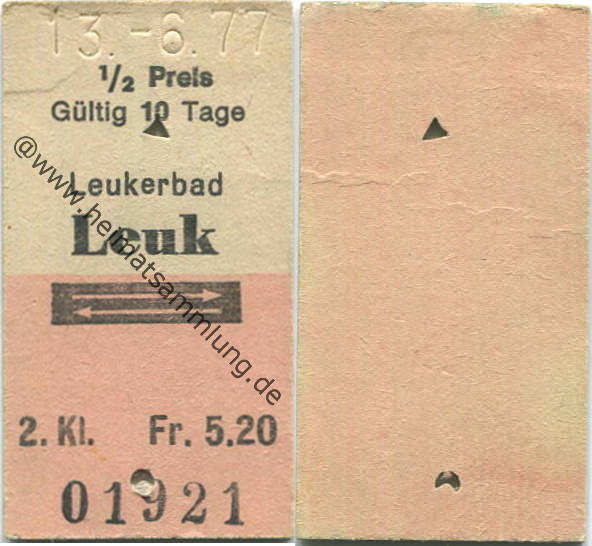 13.-6.77
1/2 Preis
Gültig 10 Tage
Leukerbad
Leuk
2. Kl. Fr. 5.20
01921
@www.heimatsammlung.de